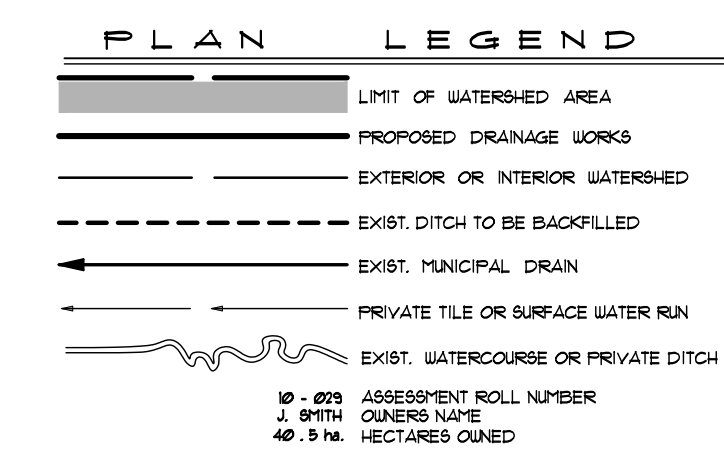 PLAN LEGEND
LIMIT OF WATERSHED AREA
PROPOSED DRAINAGE WORKS
EXTERIOR OR INTERIOR WATERSHED
EXIST. DITCH TO BE BACKFILLED
EXIST. MUNICIPAL DRAIN
PRIVATE TILE OR SURFACE WATER RUN
EXIST. WATERCOURSE OR PRIVATE DITCH
10 - 029 ASSESSMENT ROLL NUMBER
J. SMITH OWNERS NAME
40 . 5 ha. HECTARES OWNED